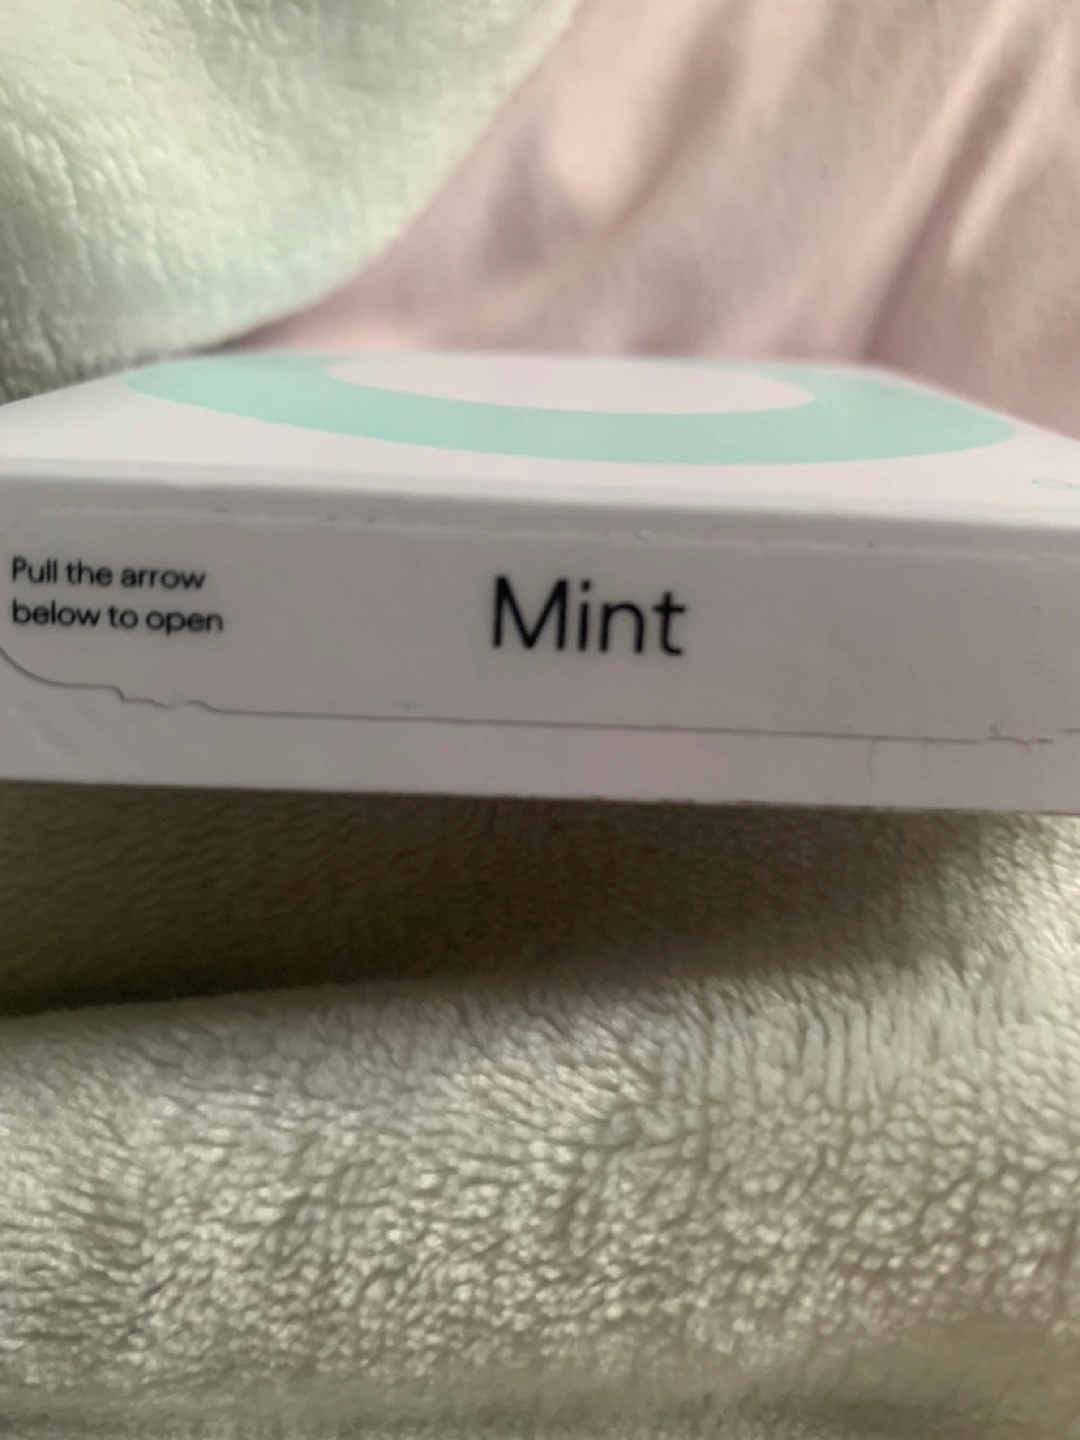 Pull the arrow
below to open
Mint